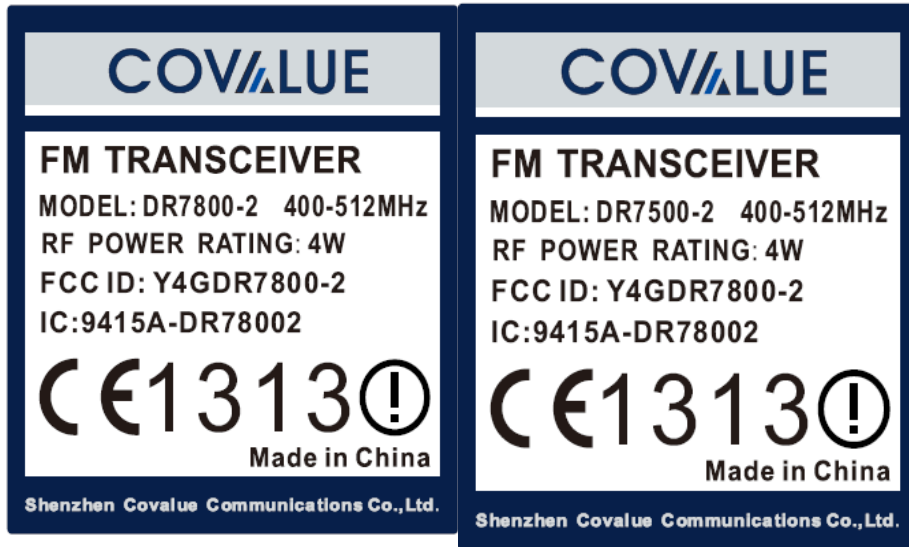 COVALUE
FM TRANSCEIVER
MODEL: DR7800-2 400-512MHz
RF POWER RATING: 4W
FCC ID: Y4GDR7800-2
IC:9415A-DR78002
CE1313!
Made in China
Shenzhen Covalue Communications Co.,Ltd.
COVALUE
FM TRANSCEIVER
MODEL: DR7500-2 400-512MHz
RF POWER RATING: 4W
FCC ID: Y4GDR7800-2
IC:9415A-DR78002
CE1313!
Made in China
Shenzhen Covalue Communications Co.,Ltd.